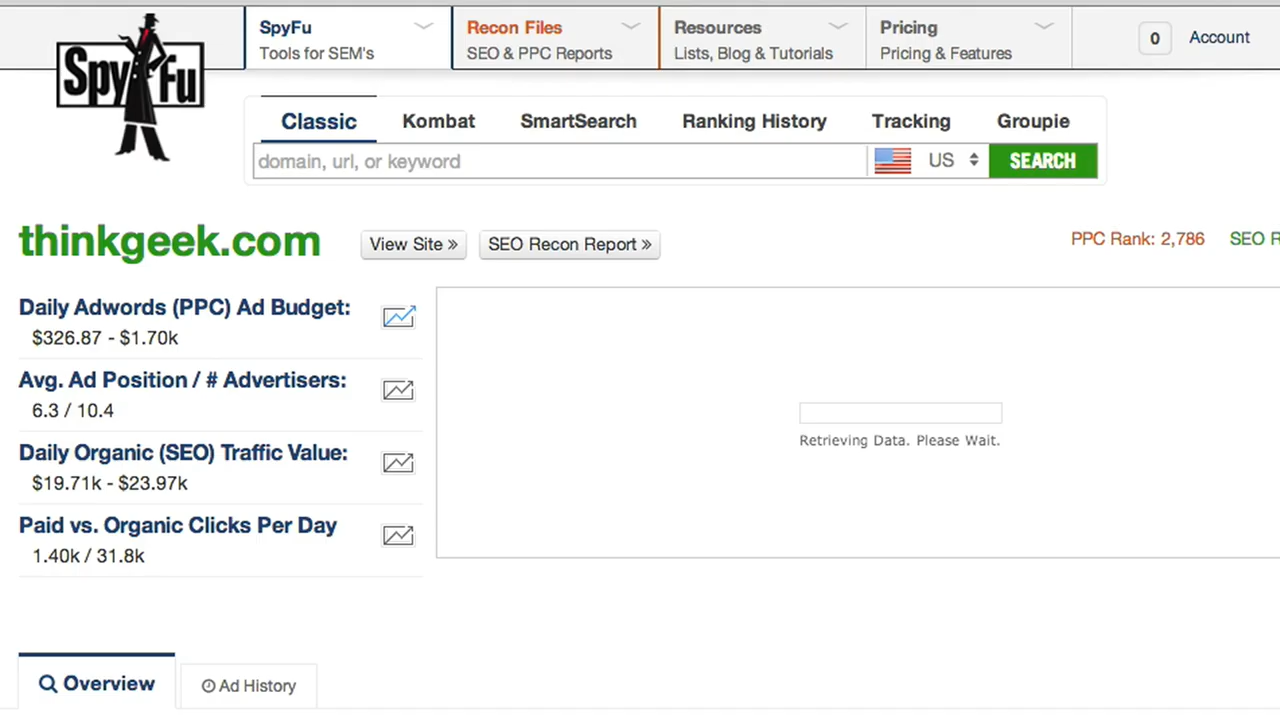 SpyFu
SpyFu
Tools for SEM's
Recon Files
SEO & PPC Reports
Resources
Lists, Blog & Tutorials
Pricing
Pricing & Features
0
Account
Classic
Kombat
SmartSearch
Ranking History
Tracking
Groupie
domain, url, or keyword
US
SEARCH
thinkgeek.com
View Site »
SEO Recon Report »
PPC Rank: 2,786
SEO R
Daily Adwords (PPC) Ad Budget:
$326.87 - $1.70k
Avg. Ad Position / # Advertisers:
6.3 / 10.4
Daily Organic (SEO) Traffic Value:
$19.71k - $23.97k
Paid vs. Organic Clicks Per Day
1.40k / 31.8k
Retrieving Data. Please Wait.
Overview
Ad History